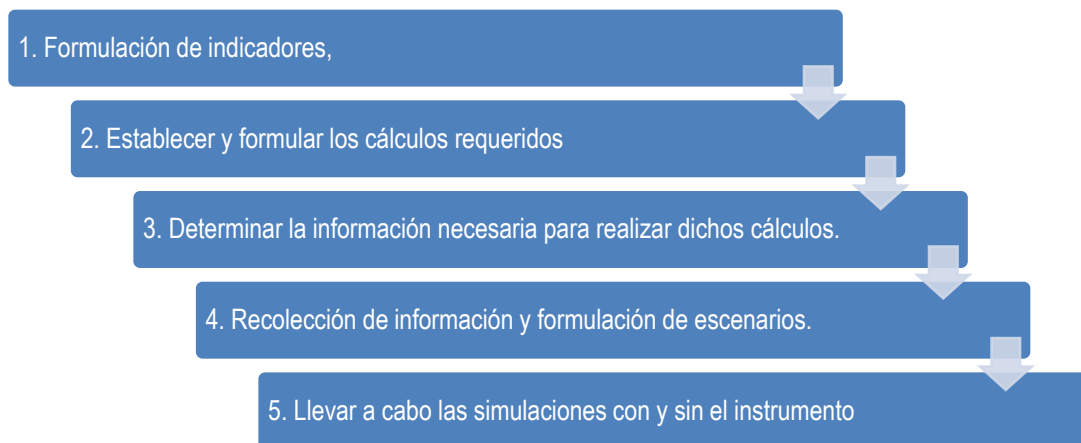 1. Formulación de indicadores,
2. Establecer y formular los cálculos requeridos
3. Determinar la información necesaria para realizar dichos cálculos.
4. Recolección de información y formulación de escenarios.
5. Llevar a cabo las simulaciones con y sin el instrumento